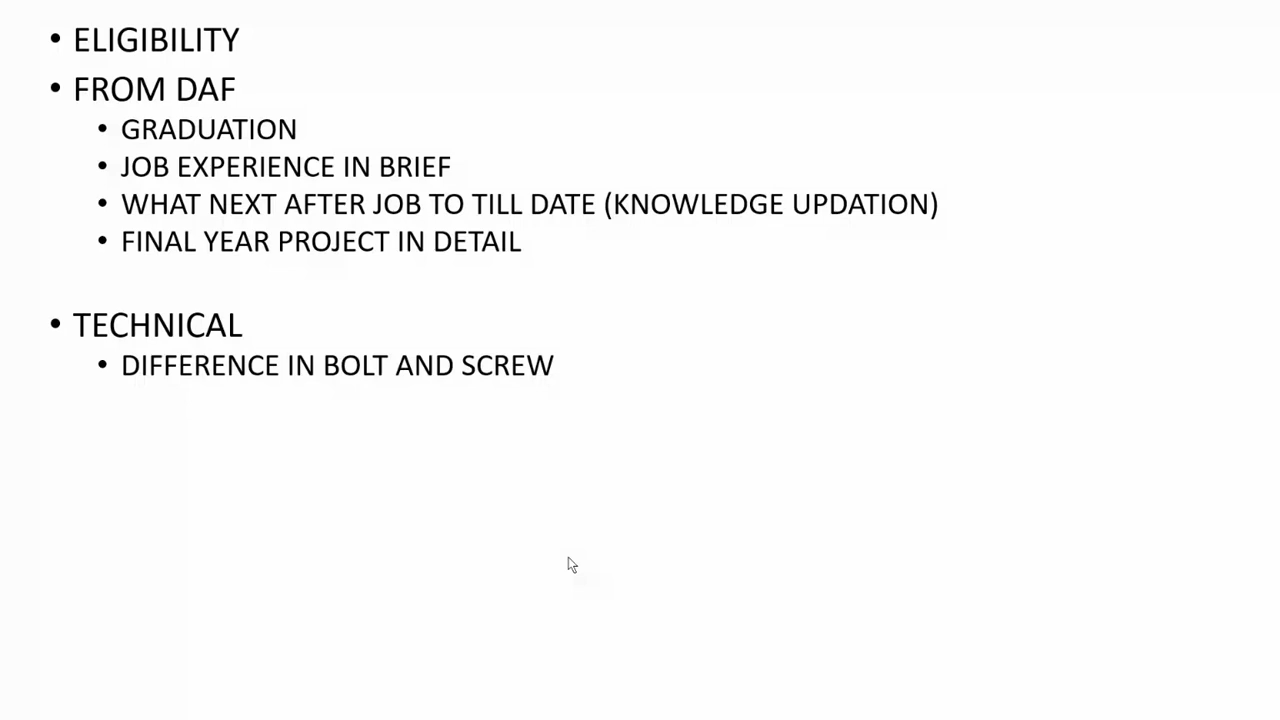 • ELIGIBILITY
• FROM DAF
• GRADUATION
• JOB EXPERIENCE IN BRIEF
• WHAT NEXT AFTER JOB TO TILL DATE (KNOWLEDGE UPDATION)
• FINAL YEAR PROJECT IN DETAIL
• TECHNICAL
• DIFFERENCE IN BOLT AND SCREW